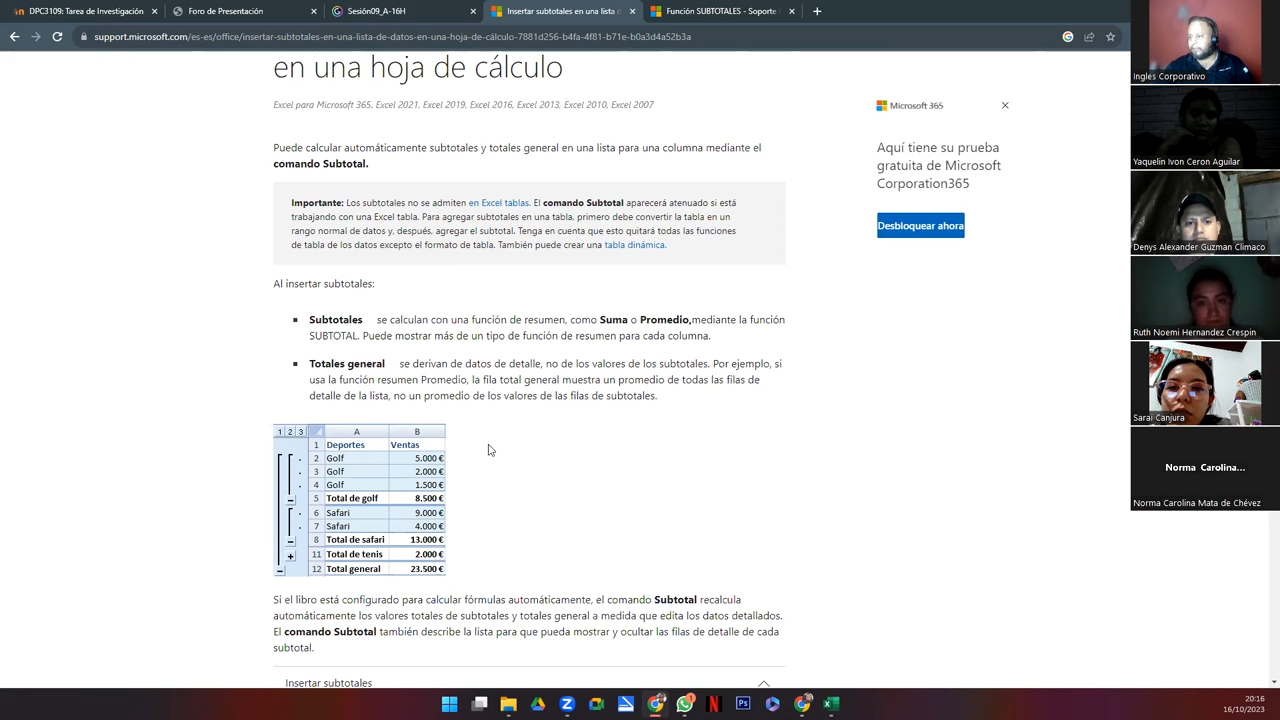 DPC3109: Tarea de Investigación
Foro de Presentación
Sesión09_A-16H
Insertar subtotales en una lista d
Función SUBTOTALES - Soporte
support.microsoft.com/es-es/office/insertar-subtotales-en-una-lista-de-datos-en-una-hoja-de-cálculo-7881d256-b4fa-4f81-b71e-b0a3d4a52b3a
en una hoja de cálculo
Excel para Microsoft 365, Excel 2021, Excel 2019, Excel 2016, Excel 2013, Excel 2010, Excel 2007
Puede calcular automáticamente subtotales y totales general en una lista para una columna mediante el
comando Subtotal.
Importante: Los subtotales no se admiten en Excel tablas. El comando Subtotal aparecerá atenuado si está
trabajando con una Excel tabla. Para agregar subtotales en una tabla, primero debe convertir la tabla en un
rango normal de datos y, después, agregar el subtotal. Tenga en cuenta que esto quitará todas las funciones
de tabla de los datos excepto el formato de tabla. También puede crear una tabla dinámica.
Al insertar subtotales:
Subtotales se calculan con una función de resumen, como Suma o Promedio,mediante la función
SUBTOTAL. Puede mostrar más de un tipo de función de resumen para cada columna.
Totales general se derivan de datos de detalle, no de los valores de los subtotales. Por ejemplo, si
usa la función resumen Promedio, la fila total general muestra un promedio de todas las filas de
detalle de la lista, no un promedio de los valores de las filas de subtotales.
1 2 3 A B
1 Deportes Ventas
2 Golf 5.000 €
3 Golf 2.000 €
4 Golf 1.500 €
5 Total de golf 8.500 €
6 Safari 9.000 €
7 Safari 4.000 €
8 Total de safari 13.000 €
11 Total de tenis 2.000 €
12 Total general 23.500 €
Si el libro está configurado para calcular fórmulas automáticamente, el comando Subtotal recalcula
automáticamente los valores totales de subtotales y totales general a medida que edita los datos detallados.
El comando Subtotal también describe la lista para que pueda mostrar y ocultar las filas de detalle de cada
subtotal.
Insertar subtotales
Microsoft 365
Aquí tiene su prueba
gratuita de Microsoft
Corporation365
Desbloquear ahora
Ingles Corporativo
Yaquelin Ivon Ceron Aguilar
Denys Alexander Guzman Climaco
Ruth Noemi Hernandez Crespin
Sarai Canjura
Norma Carolina...
Norma Carolina Mata de Chévez
20:16
16/10/2023